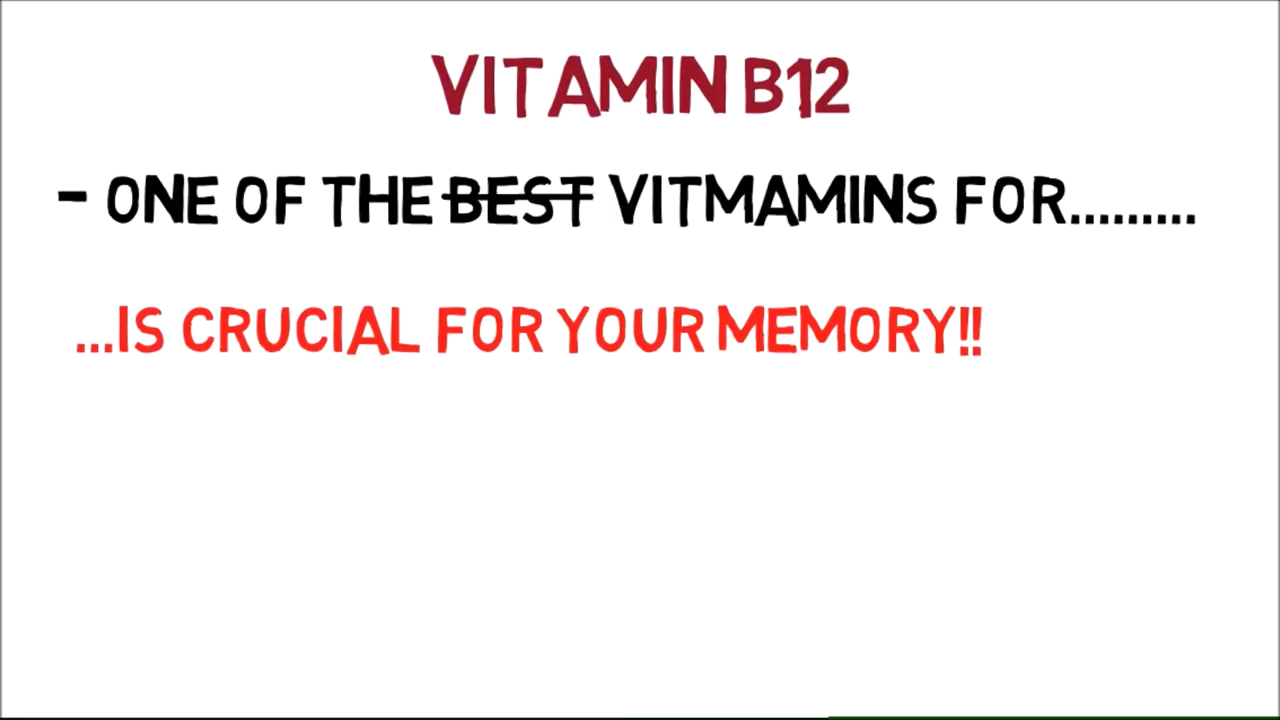 VITAMIN B12
- ONE OF THE BEST VITMAMINS FOR.........
...IS CRUCIAL FOR YOUR MEMORY!!